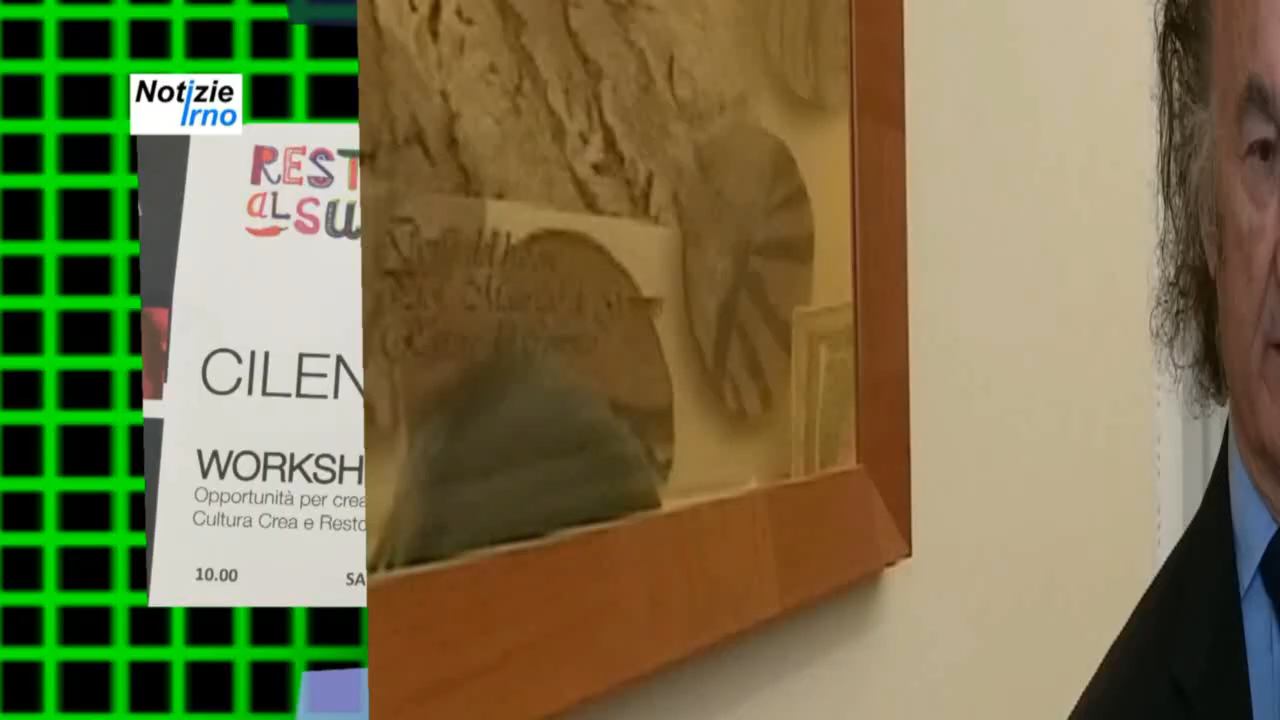 Notizie
Irno
REST
al SU
CILEN
WORKSH
Opportunità per crea
Cultura Crea e Resto
10.00 SA